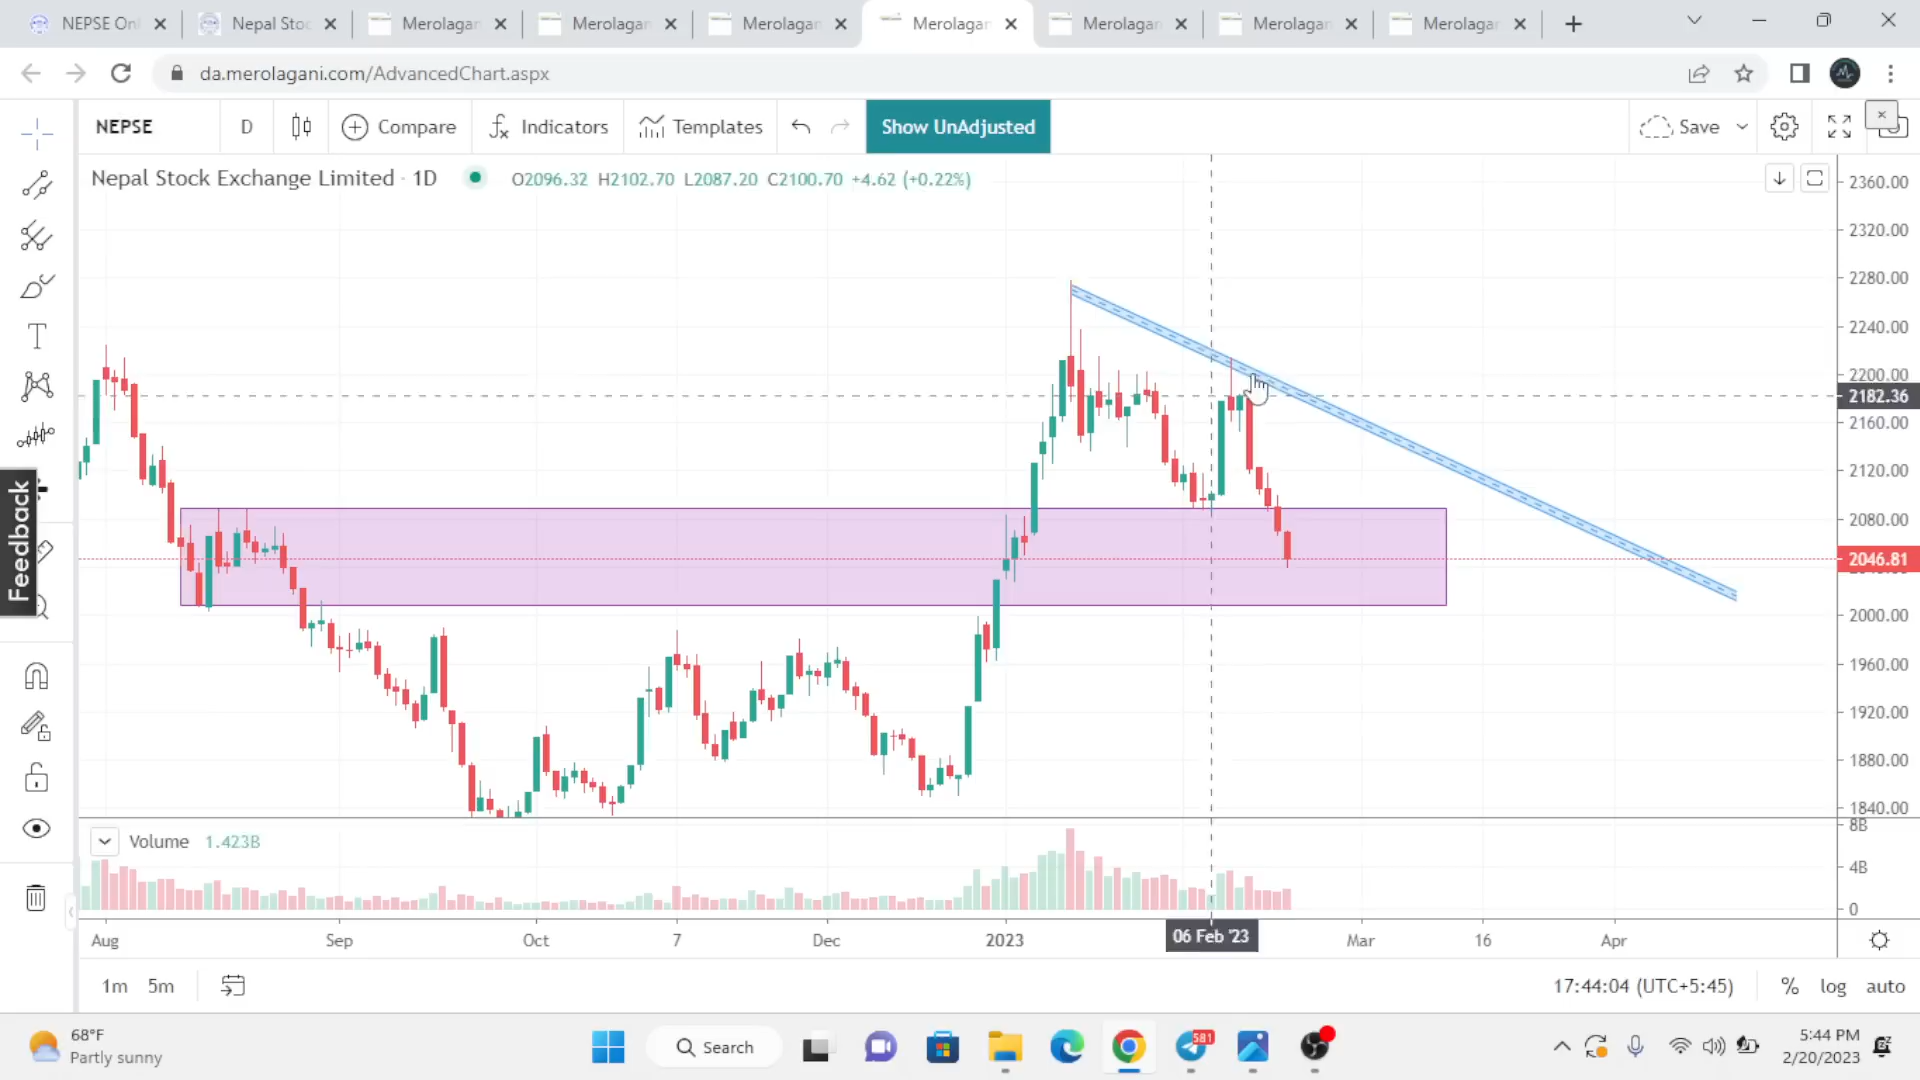 NEPSE Onl
Nepal Stoc
Merolagan
Merolagan
Merolagan
Merolagan
Merolagan
Merolagan
Merolagan
da.merolagani.com/AdvancedChart.aspx
NEPSE
D
Compare
Indicators
Templates
Show UnAdjusted
Save
Nepal Stock Exchange Limited · 1D
O2096.32 H2102.70 L2087.20 C2100.70 +4.62 (+0.22%)
2360.00
2320.00
2280.00
2240.00
2200.00
2182.36
2160.00
2120.00
2080.00
2046.81
2000.00
1960.00
1920.00
1880.00
1840.00
Feedback
Volume 1.423B
8B
4B
0
Aug
Sep
Oct
7
Dec
2023
06 Feb '23
Mar
16
Apr
1m
5m
17:44:04 (UTC+5:45)
%
log
auto
68°F
Partly sunny
Search
581
5:44 PM
2/20/2023